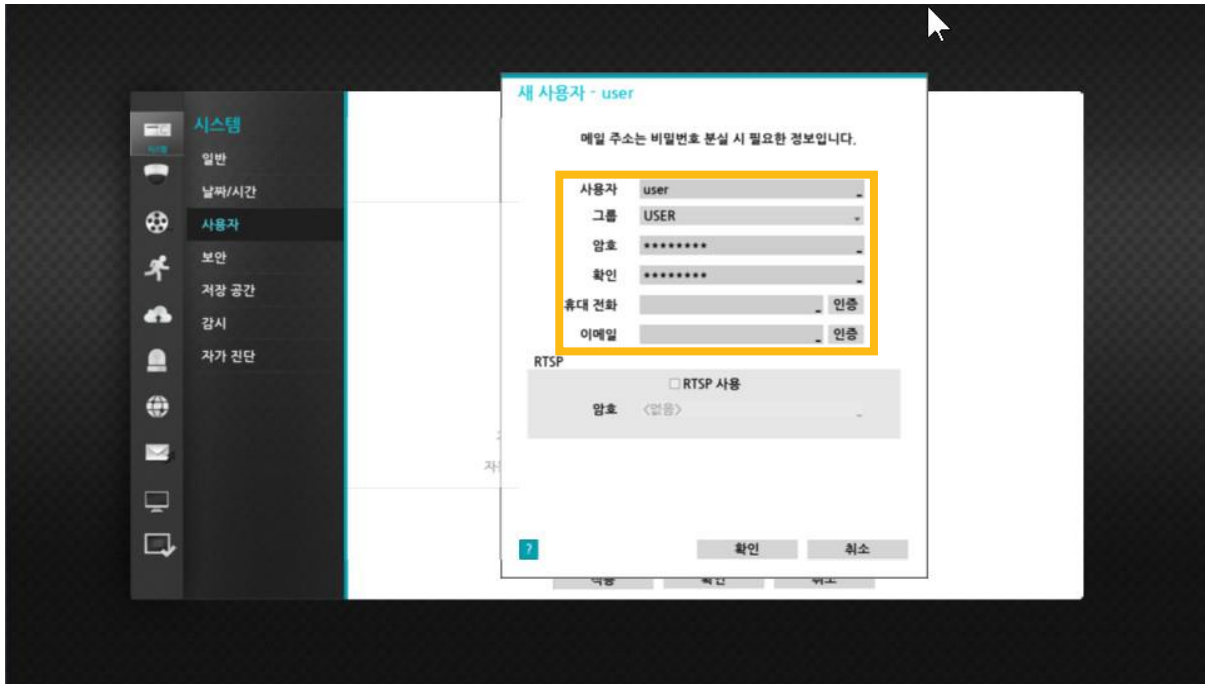 시스템
일반
날짜/시간
사용자
보안
저장 공간
감시
자가 진단
새 사용자 - user
메일 주소는 비밀번호 분실 시 필요한 정보입니다.
사용자 user
그룹 USER
암호 ********
확인 ********
휴대 전화 인증
이메일 인증
RTSP
RTSP 사용
암호 <없음>
? 확인 취소